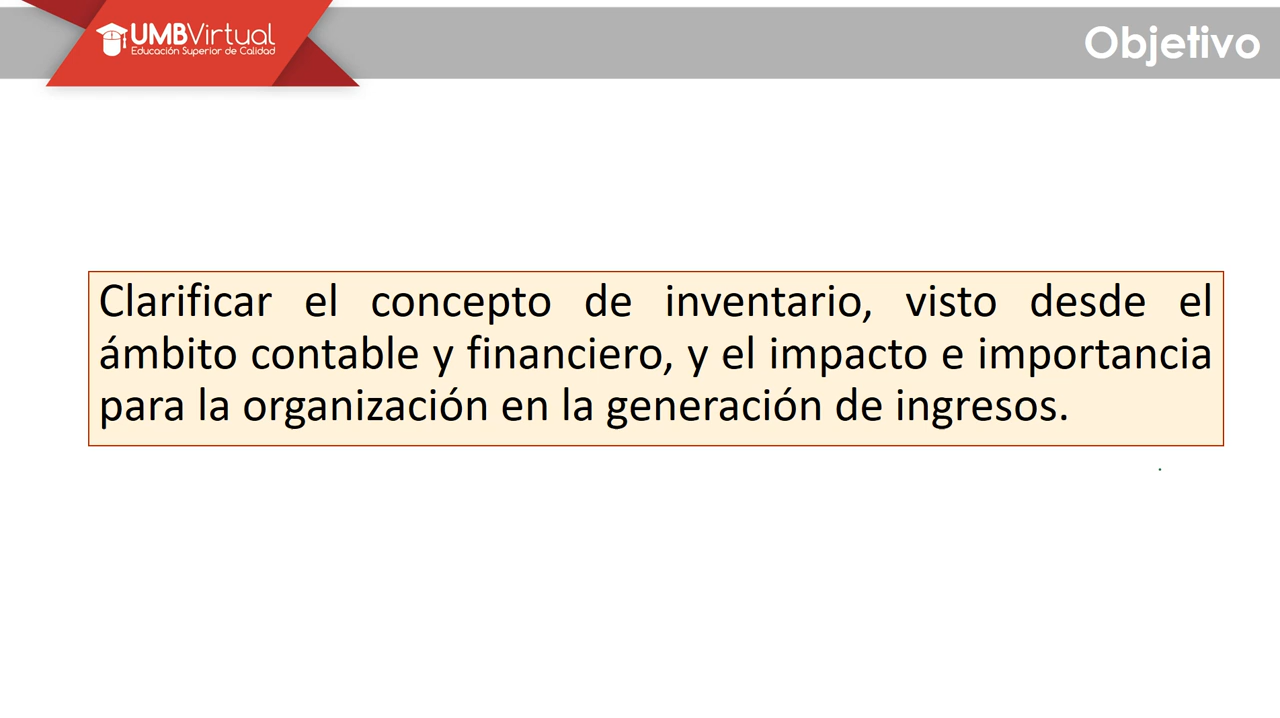 UMBVirtual
Educación Superior de Calidad
Objetivo
Clarificar el concepto de inventario, visto desde el
ámbito contable y financiero, y el impacto e importancia
para la organización en la generación de ingresos.